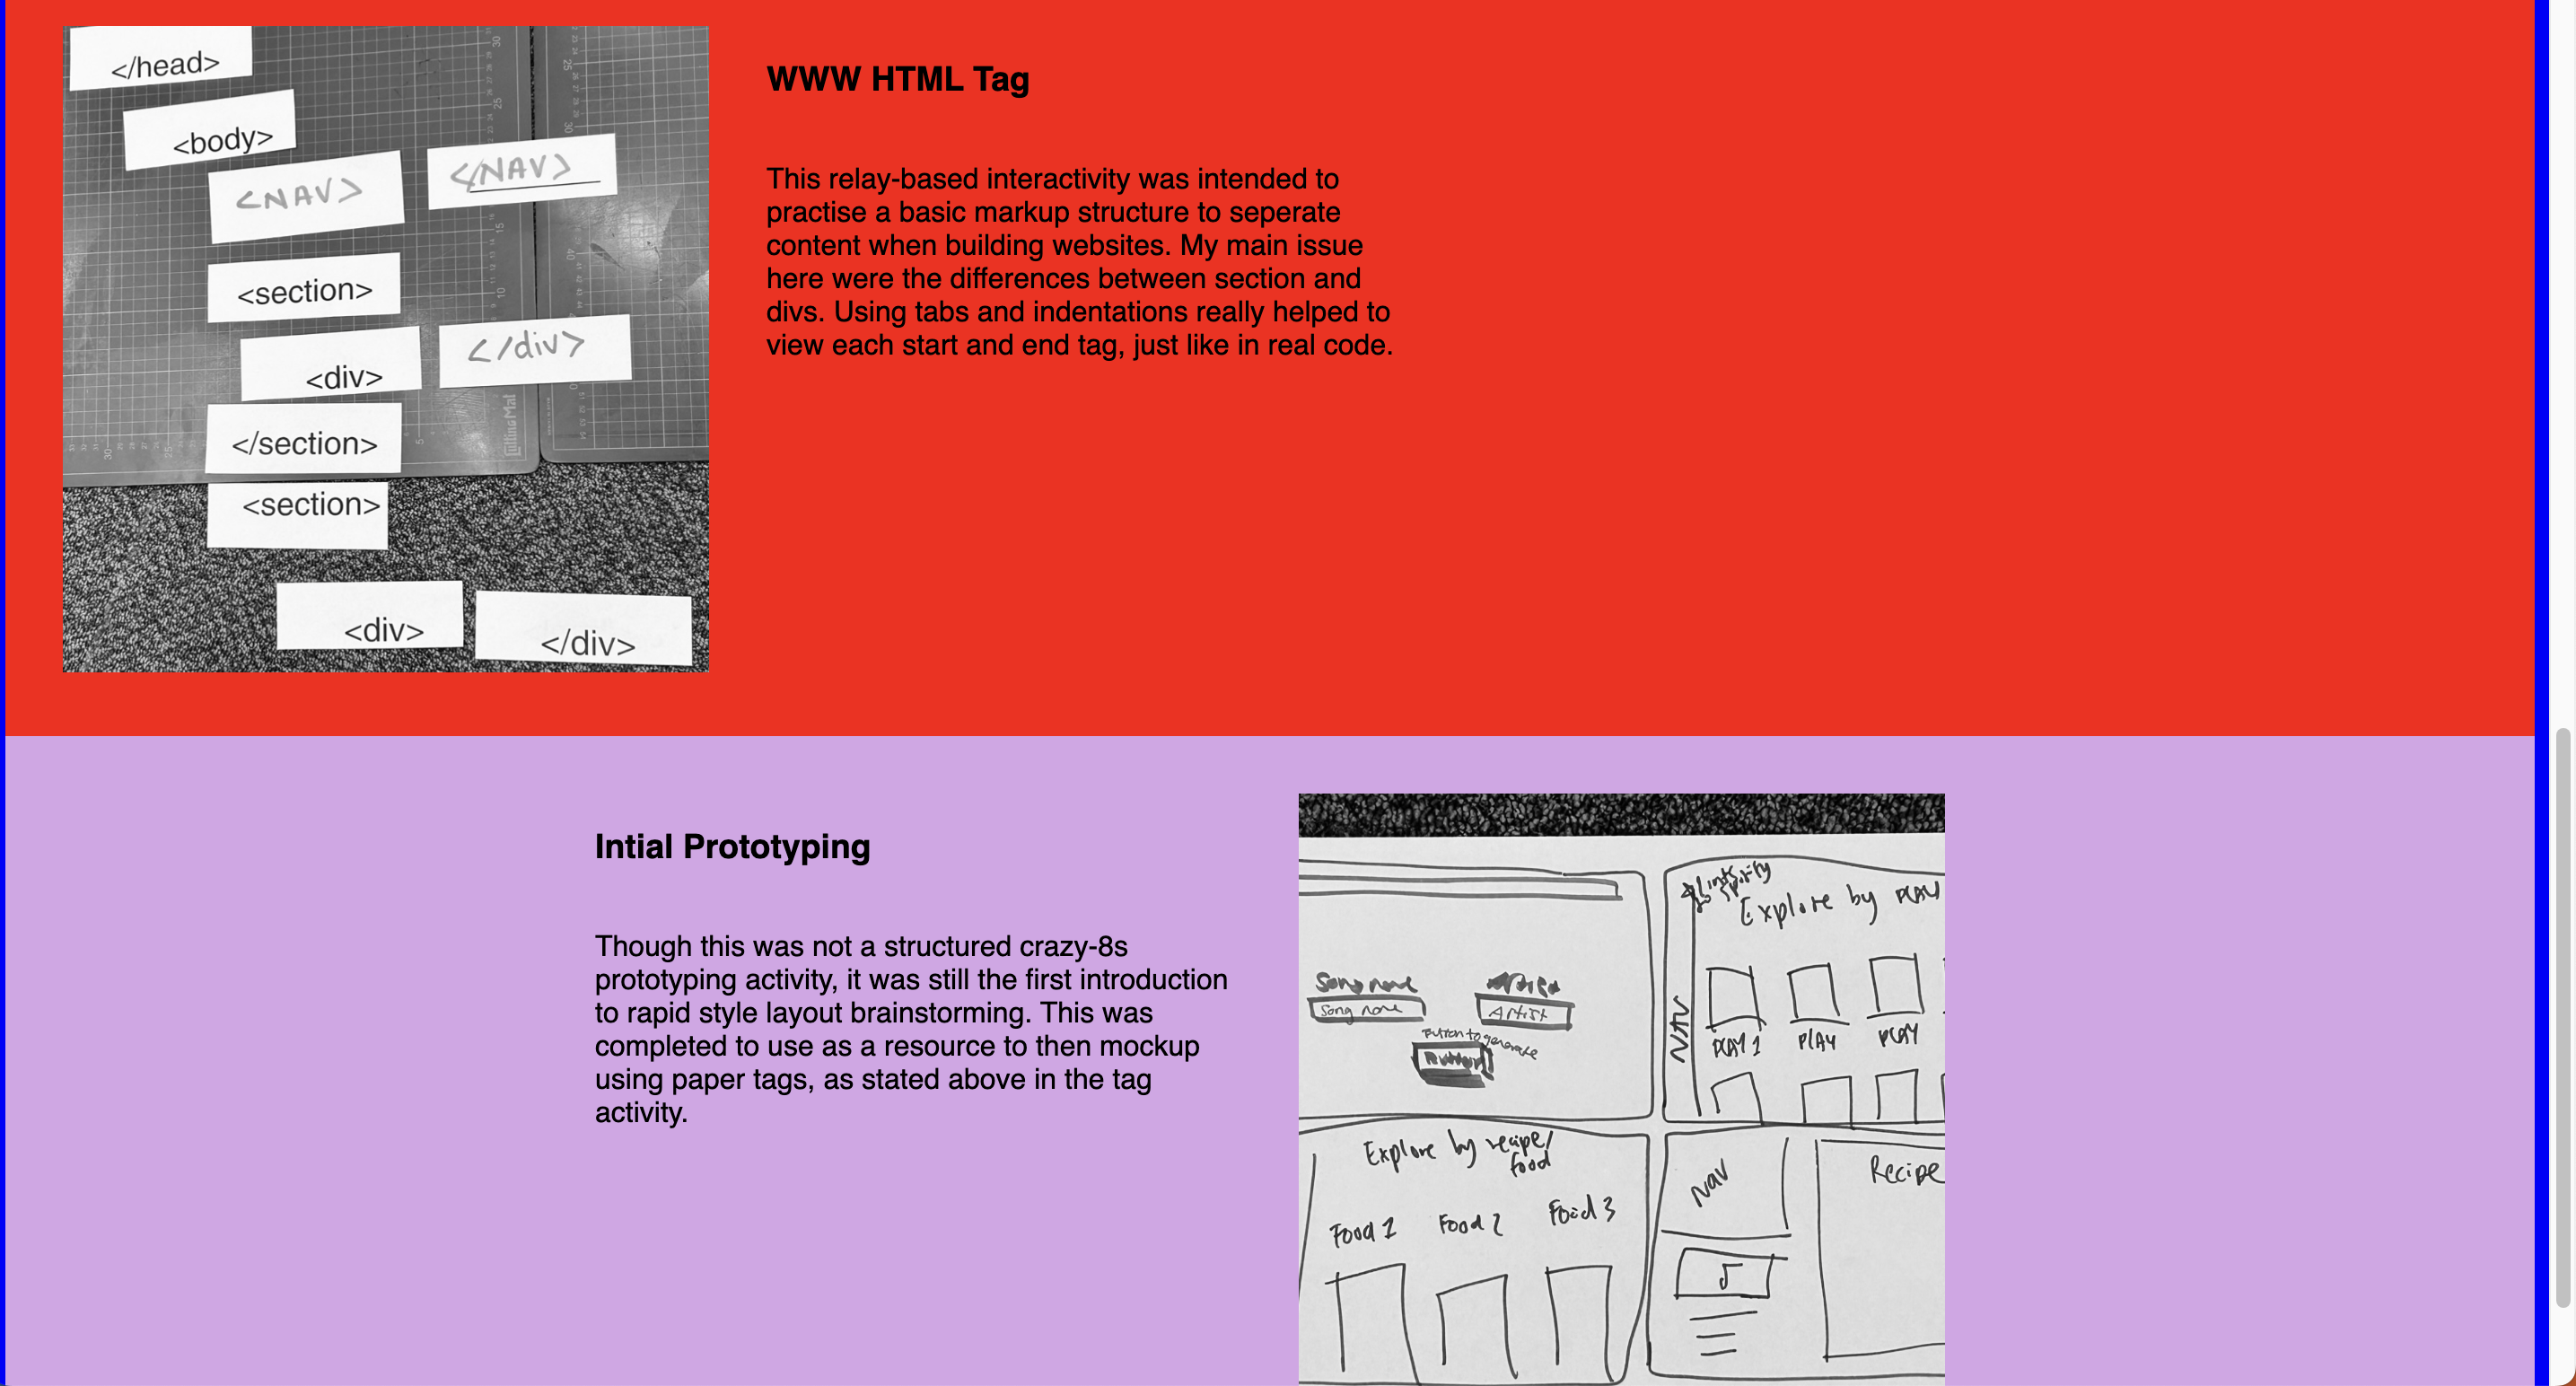 </head>
<body>
<NAV> </NAV>
<section>
<div> </div>
</section>
<section>
<div> </div>
WWW HTML Tag
This relay-based interactivity was intended to
practise a basic markup structure to seperate
content when building websites. My main issue
here were the differences between section and
divs. Using tabs and indentations really helped to
view each start and end tag, just like in real code.
Intial Prototyping
Though this was not a structured crazy-8s
prototyping activity, it was still the first introduction
to rapid style layout brainstorming. This was
completed to use as a resource to then mockup
using paper tags, as stated above in the tag
activity.
Song name
Song name Artist
Button to generate
Explore by PLAY
NAV
PLAY 1 PLAY PLAY
Explore by recipe/
food
Food 1 Food 2 Food 3
Nav
Recipe